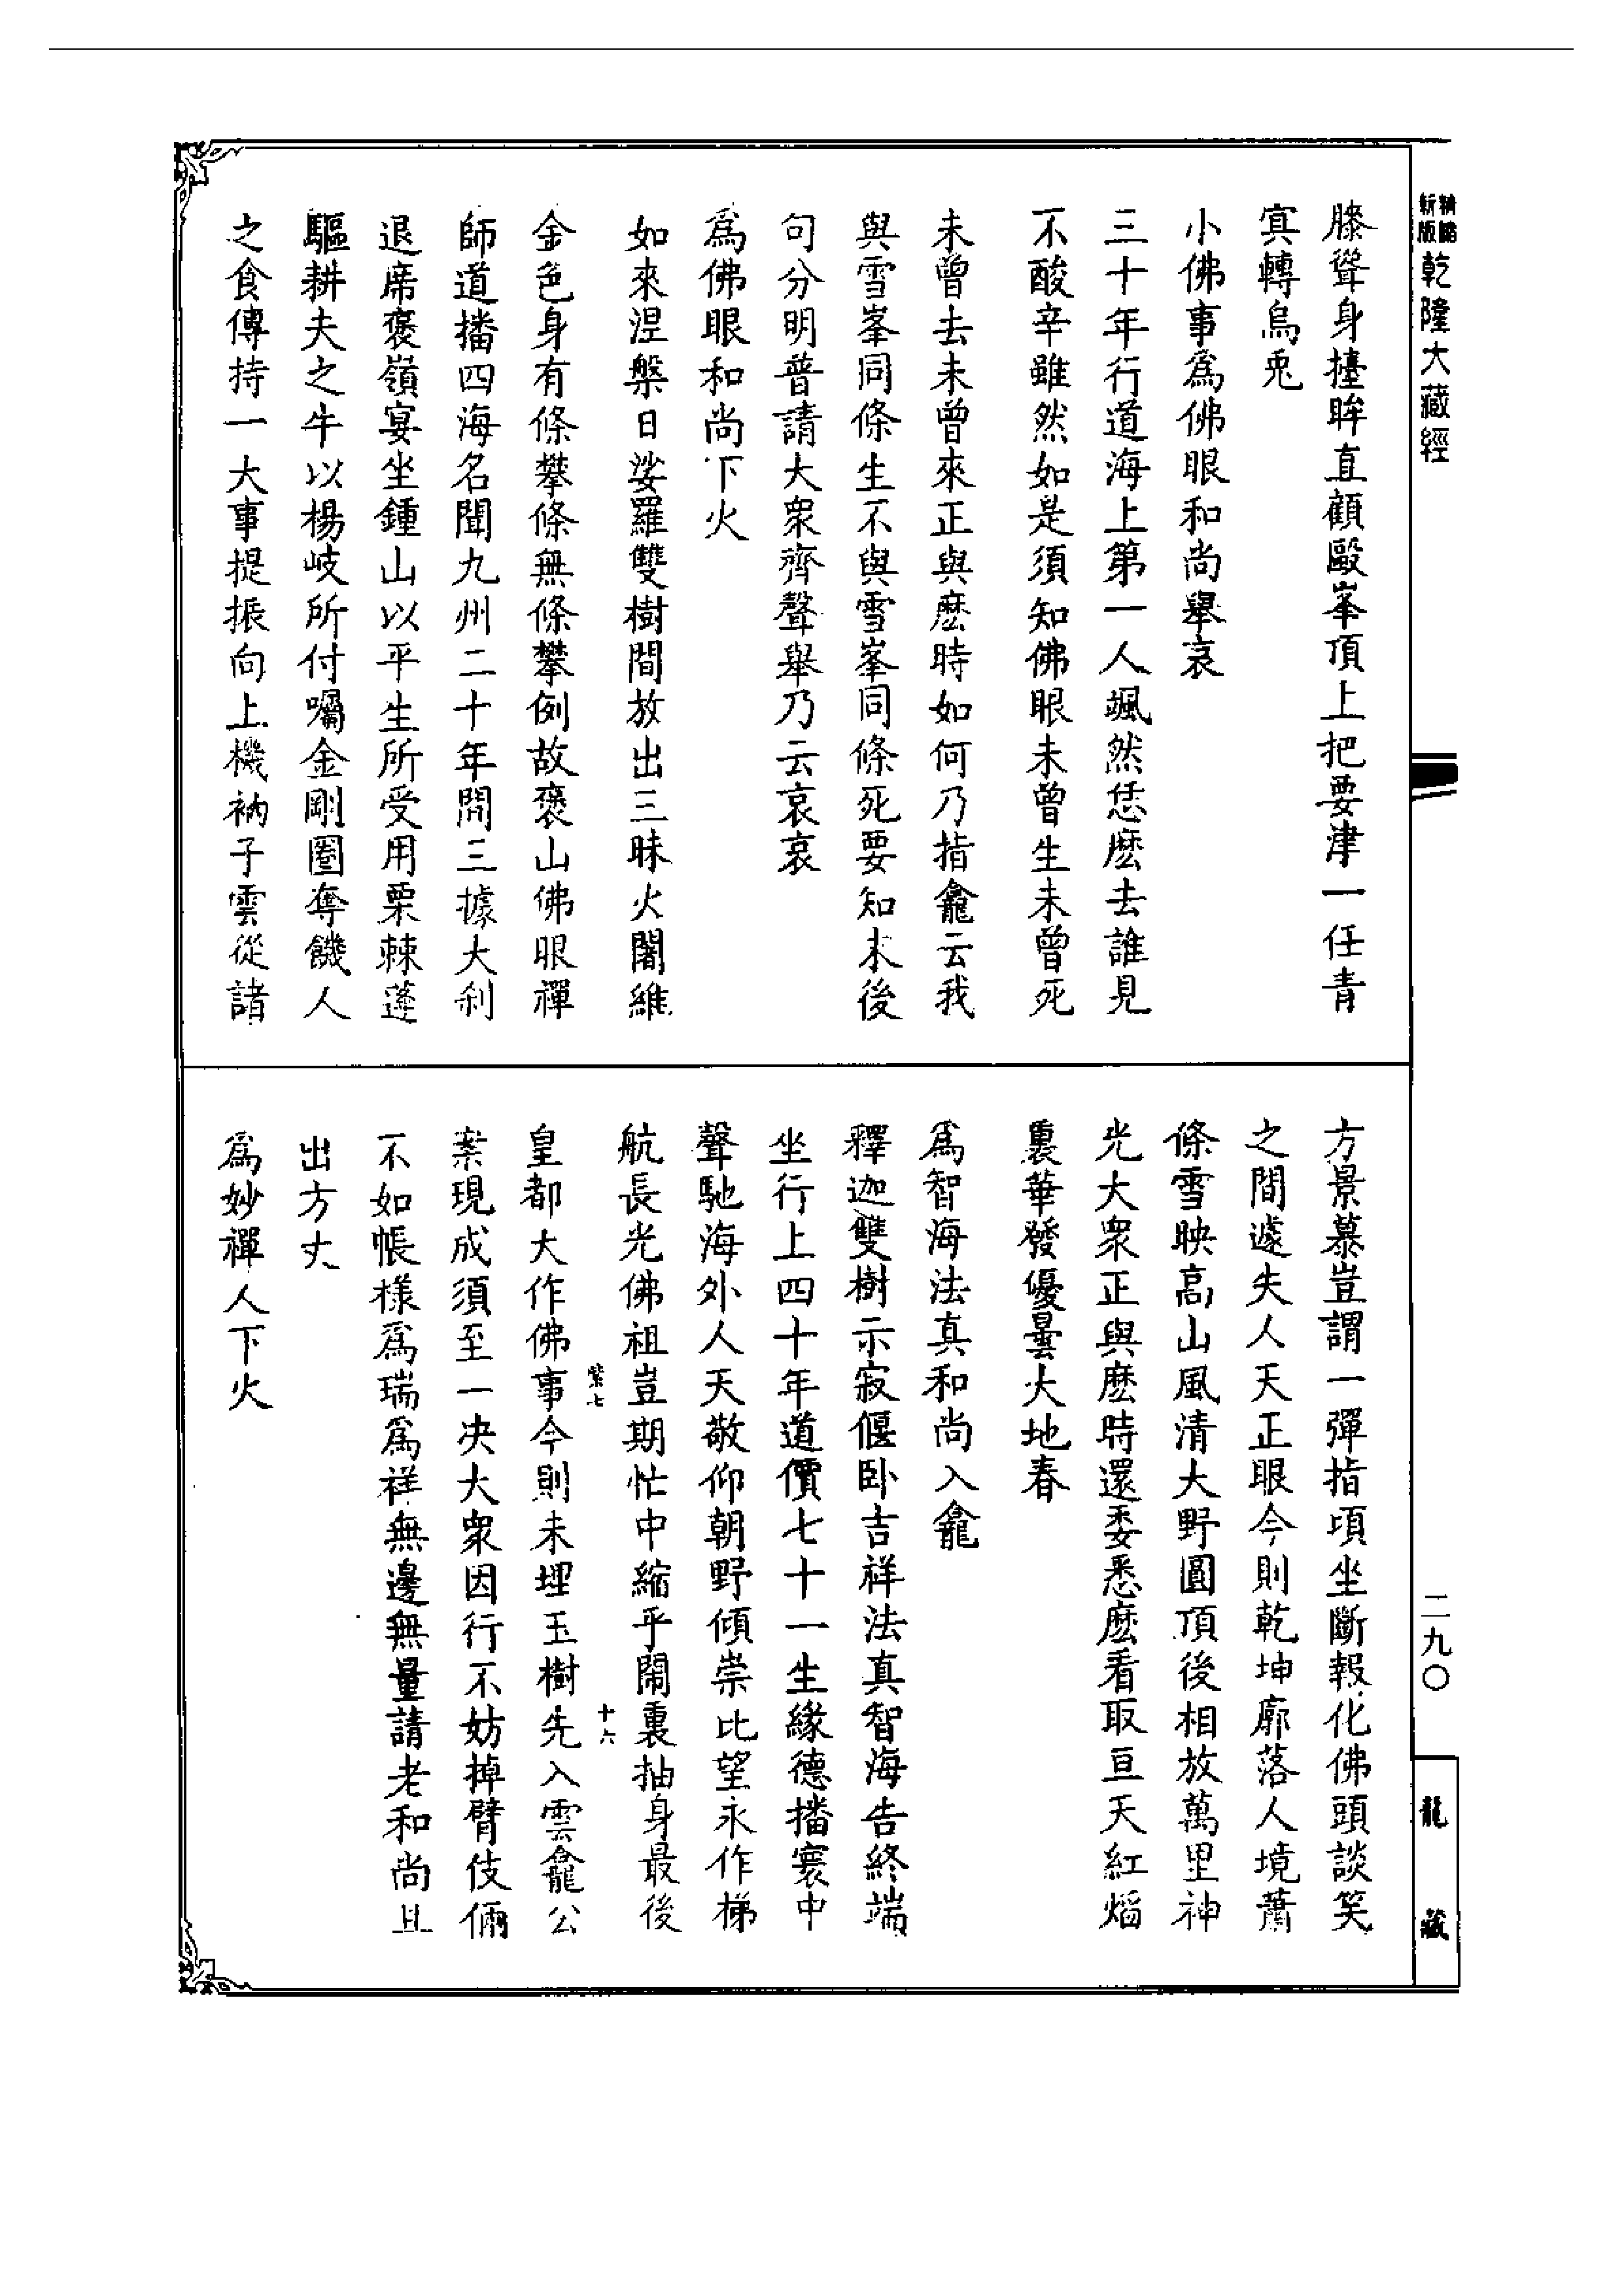 精縮
新版
乾隆大藏經
膝聳身擡眸直顧毆峯頂上把要津一任青
㝠轉烏兎
小佛事爲佛眼和尚舉哀
三十年行道海上第一人颯然恁麽去誰見
不酸辛雖然如是須知佛眼未曾生未曾死
未曾去未曾來正與麽時如何乃指龕云我
與雪峯同條生不與雪峯同條死要知末後
句分明普請大衆齊聲舉乃云哀哀
爲佛眼和尚下火
如來涅槃日娑羅雙樹間放出三昧火闍維
金色身有條攀條無條攀例故褒山佛眼禪
師道播四海名聞九州二十年間三據大刹
退席褒嶺宴坐鍾山以平生所受用栗棘蓬
驅耕夫之牛以楊岐所付囑金剛圈奪饑人
之食傳持一大事提振向上機衲子雲從諸
方景慕豈謂一彈指頃坐斷報化佛頭談笑
之間遽失人天正眼今則乾坤廓落人境蕭
條雪映高山風清大野圓頂後相放萬里神
光大衆正與麽時還委悉麽看取亘天紅焰
裏華發優曇大地春
爲智海法真和尚入龕
釋迦雙樹示寂偃卧吉祥法真智海告終端
坐行上四十年道價七十一生緣德播寰中
聲馳海外人天敬仰朝野傾崇比望永作梯
航長光佛祖豈期忙中縮手鬧裏抽身最後
紫七
十六
皇都大作佛事今則未埋玉樹先入雲龕公
案現成須至一決大衆因行不妨掉臂伎倆
不如帳樣爲瑞爲祥無邊無量請老和尚且
出方丈
爲妙禪人下火
二九〇
龍藏